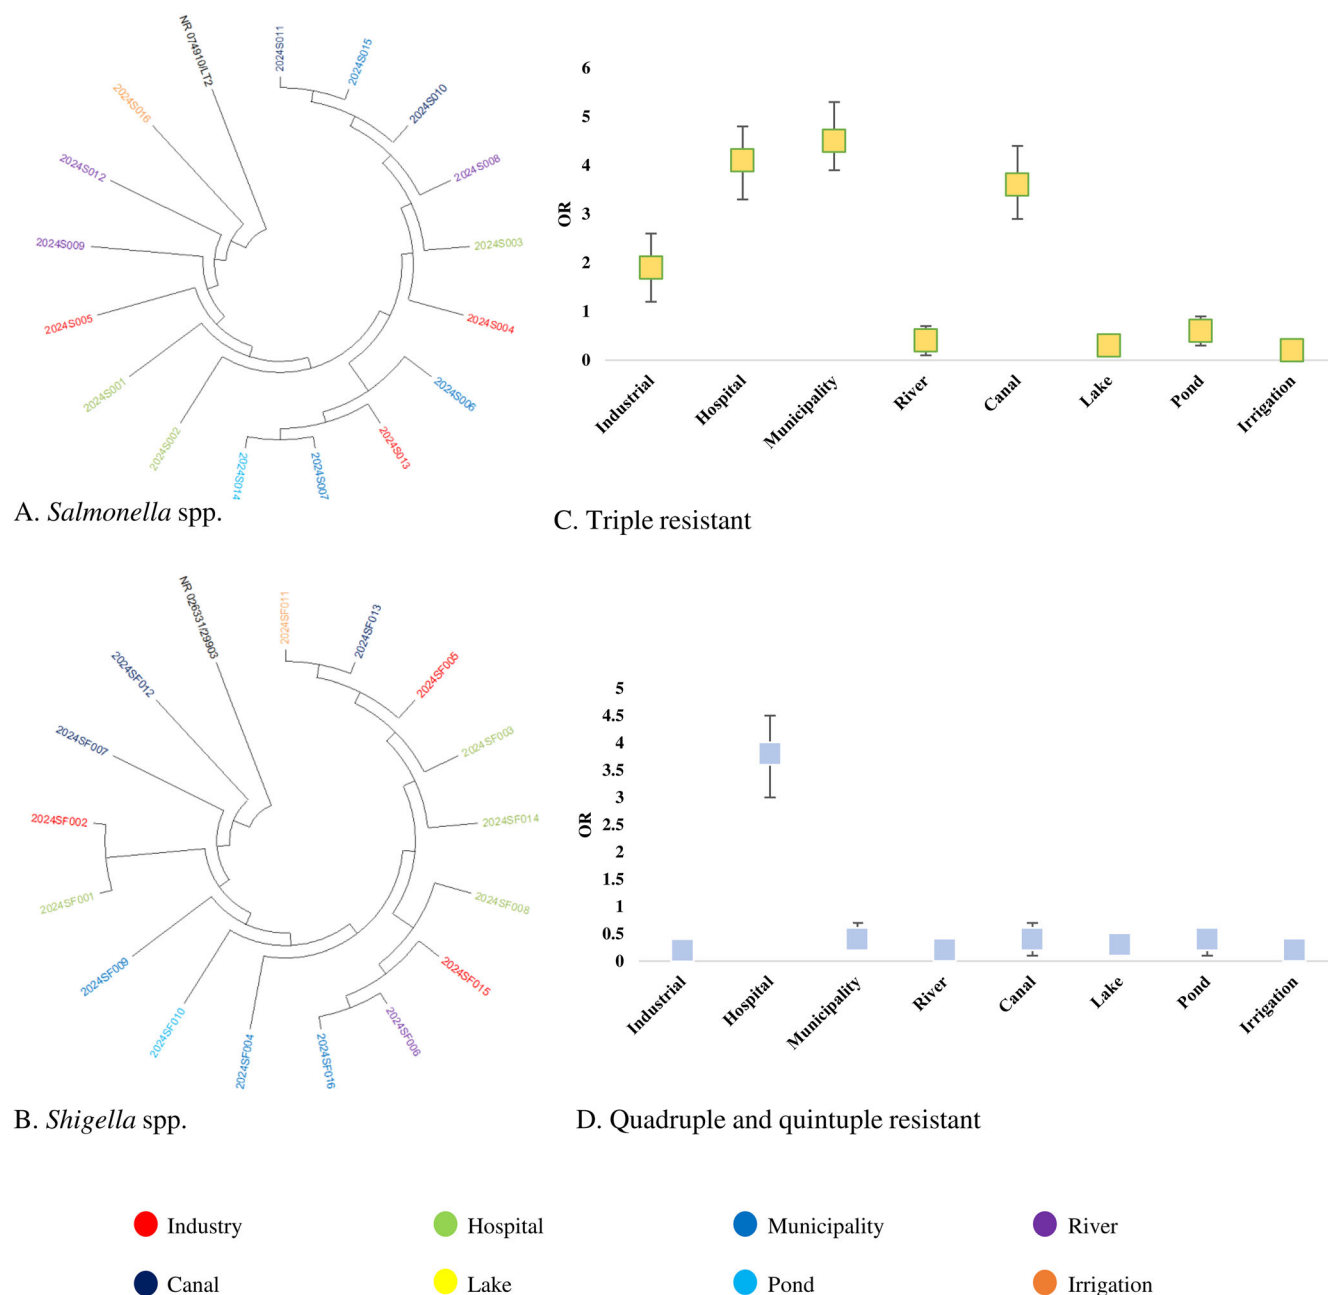 NR 074910/LT2
2024S011
2024S015
2024S010
2024S008
2024S003
2024S004
2024S006
2024S013
2024S007
2024S014
2024S002
2024S001
2024S005
2024S009
2024S012
2024S016
A. Salmonella spp.
6
5
4
3
2
1
0
OR
Industrial
Hospital
Municipality
River
Canal
Lake
Pond
Irrigation
C. Triple resistant
NR 026331/29903
2024SF011
2024SF013
2024SF005
2024SF003
2024SF014
2024SF008
2024SF015
2024SF006
2024SF016
2024SF004
2024SF010
2024SF009
2024SF001
2024SF002
2024SF007
2024SF012
B. Shigella spp.
5
4.5
4
3.5
3
2.5
2
1.5
1
0.5
0
OR
Industrial
Hospital
Municipality
River
Canal
Lake
Pond
Irrigation
D. Quadruple and quintuple resistant
Industry
Hospital
Municipality
River
Canal
Lake
Pond
Irrigation